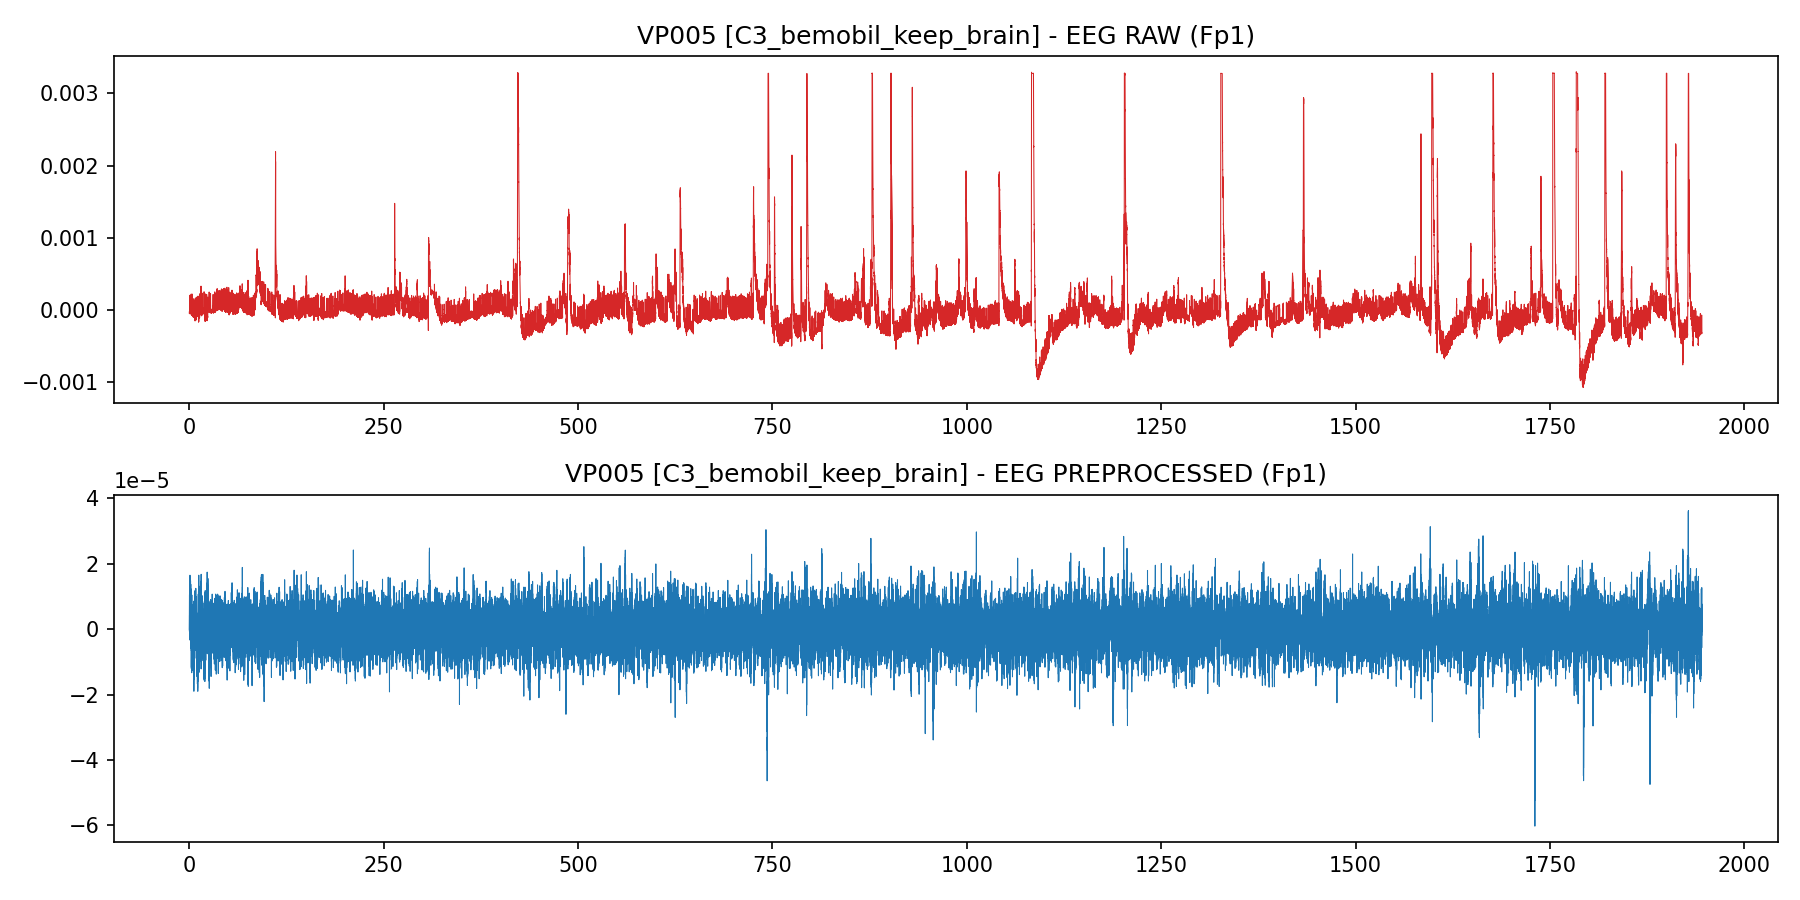 VP005 [C3_bemobil_keep_brain] - EEG RAW (Fp1)
0.003
0.002
0.001
0.000
−0.001
0 250 500 750 1000 1250 1500 1750 2000
VP005 [C3_bemobil_keep_brain] - EEG PREPROCESSED (Fp1)
1e−5
4
2
0
−2
−4
−6
0 250 500 750 1000 1250 1500 1750 2000